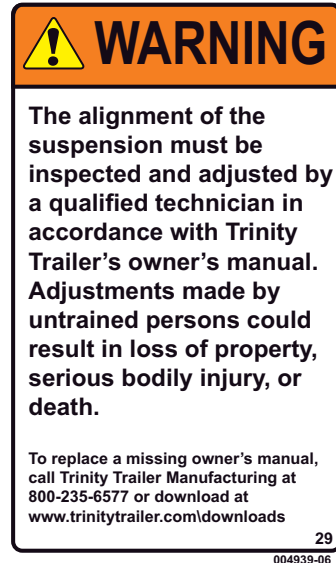 WARNING
The alignment of the
suspension must be
inspected and adjusted by
a qualified technician in
accordance with Trinity
Trailer’s owner’s manual.
Adjustments made by
untrained persons could
result in loss of property,
serious bodily injury, or
death.
To replace a missing owner’s manual,
call Trinity Trailer Manufacturing at
800-235-6577 or download at
www.trinitytrailer.com\downloads
29
004939-06